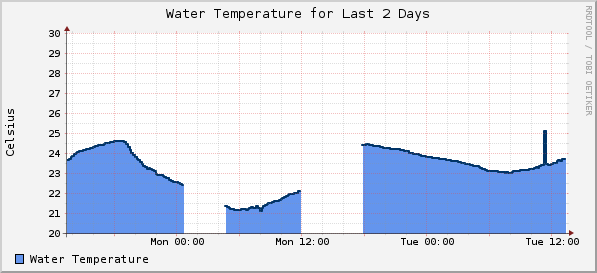 Water Temperature for Last 2 Days
RRDTOOL / TOBI OETIKER
Celsius
30
29
28
27
26
25
24
23
22
21
20
Mon 00:00 Mon 12:00 Tue 00:00 Tue 12:00
Water Temperature